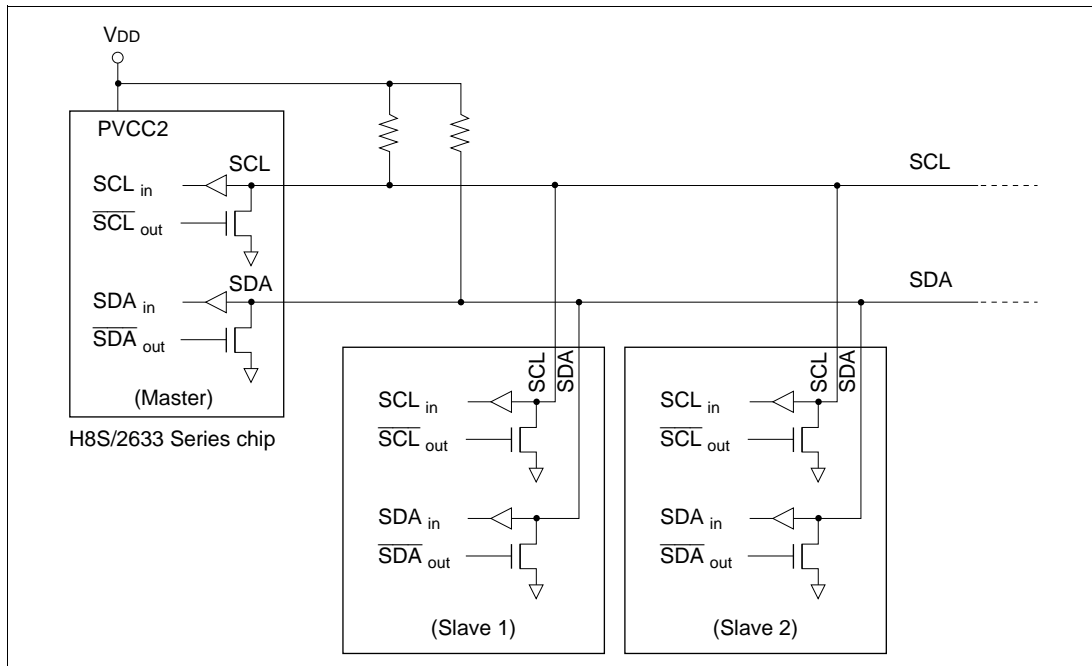 VDD
PVCC2
SCL
SCL in
SCL out
SDA
SDA in
SDA out
(Master)
H8S/2633 Series chip
SCL
SDA
SCL
SDA
SCL in
SCL out
SDA in
SDA out
(Slave 1)
SCL
SDA
SCL in
SCL out
SDA in
SDA out
(Slave 2)